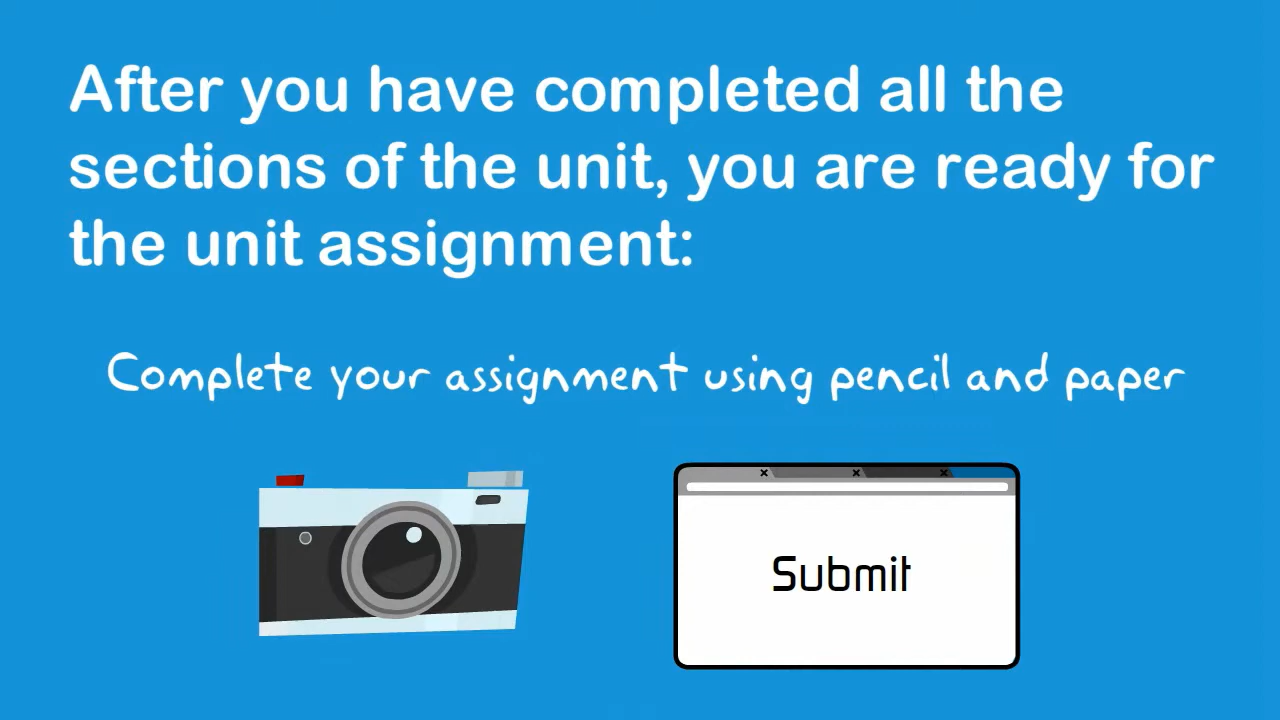 After you have completed all the
sections of the unit, you are ready for
the unit assignment:
Complete your assignment using pencil and paper
Submit